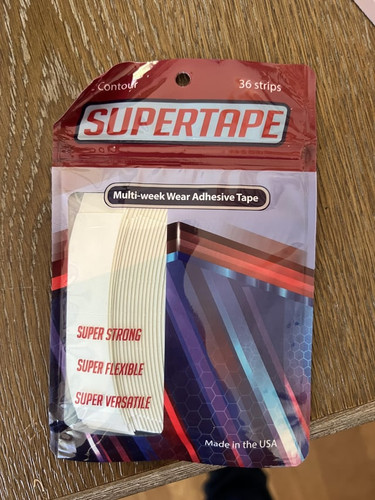 Contour
36 strips
SUPERTAPE
Multi-week Wear Adhesive Tape
SUPER STRONG
SUPER FLEXIBLE
SUPER VERSATILE
Made in the USA